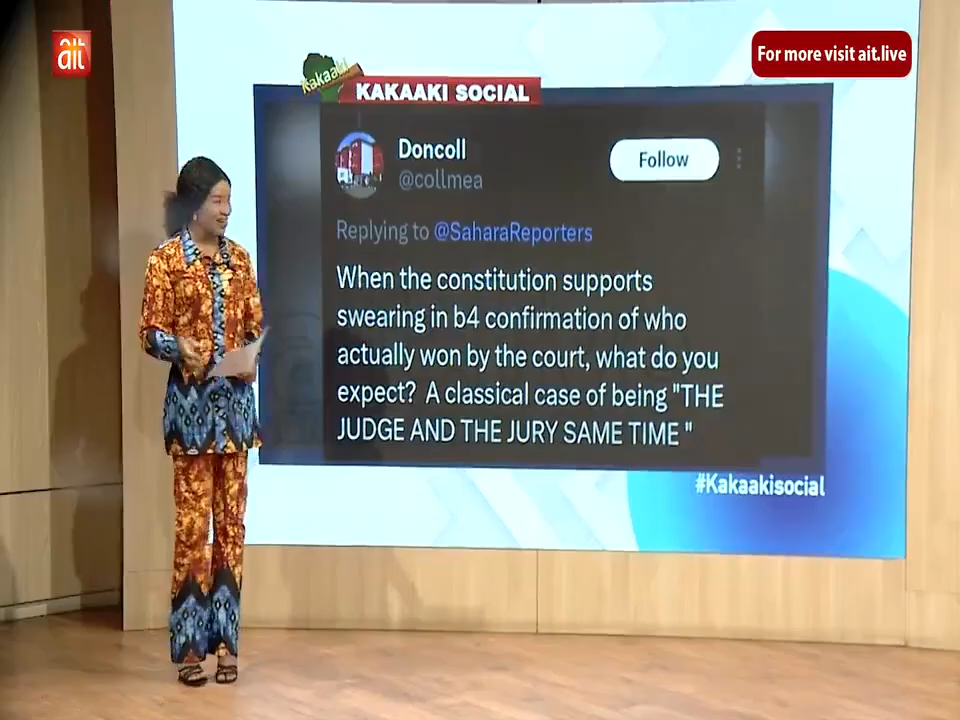 ait
For more visit ait.live
Kakaaki
KAKAAKI SOCIAL
Doncoll
Follow
@collmea
Replying to @SaharaReporters
When the constitution supports
swearing in b4 confirmation of who
actually won by the court, what do you
expect? A classical case of being "THE
JUDGE AND THE JURY SAME TIME "
#Kakaakisocial